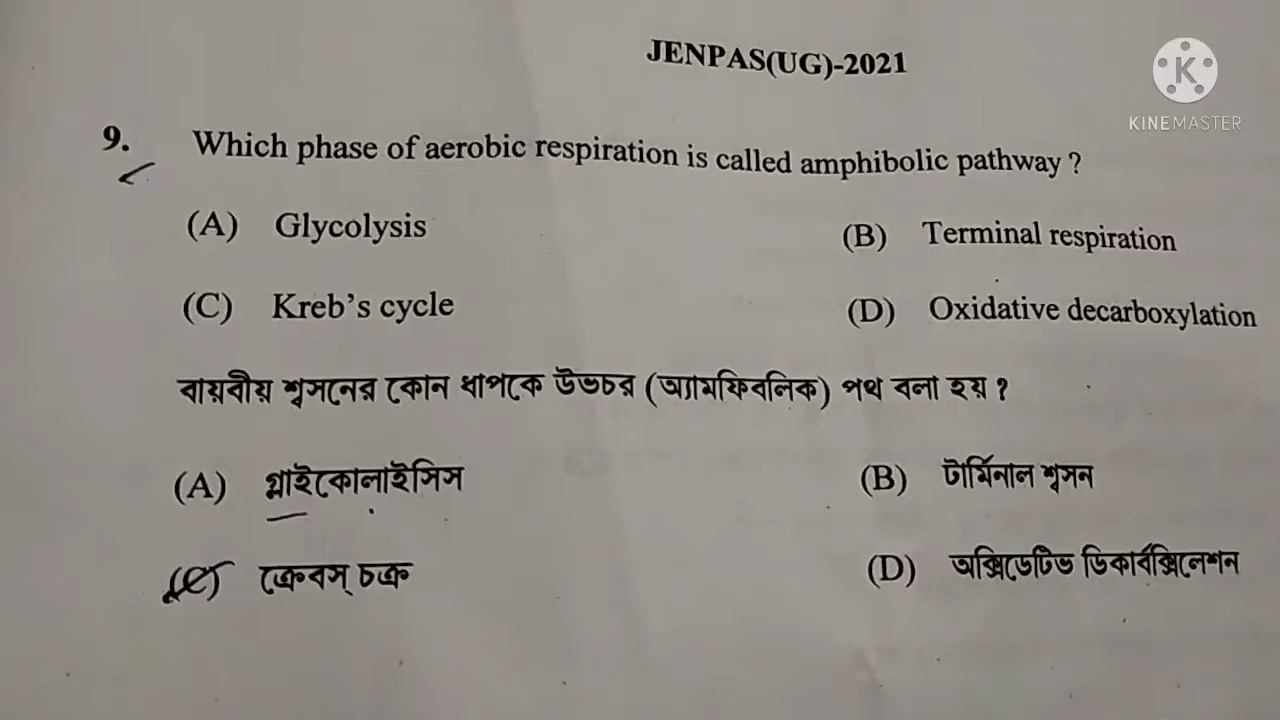 JENPAS(UG)-2021
K
KINEMASTER
9. Which phase of aerobic respiration is called amphibolic pathway ?
(A) Glycolysis (B) Terminal respiration
(C) Kreb's cycle (D) Oxidative decarboxylation
বায়বীয় শ্বসনের কোন ধাপকে উভচর (অ্যামফিবলিক) পথ বলা হয় ?
(A) গ্লাইকোলাইসিস (B) টার্মিনাল শ্বসন
(C) ক্রেবস্ চক্র (D) অক্সিডেটিভ ডিকার্বক্সিলেশন